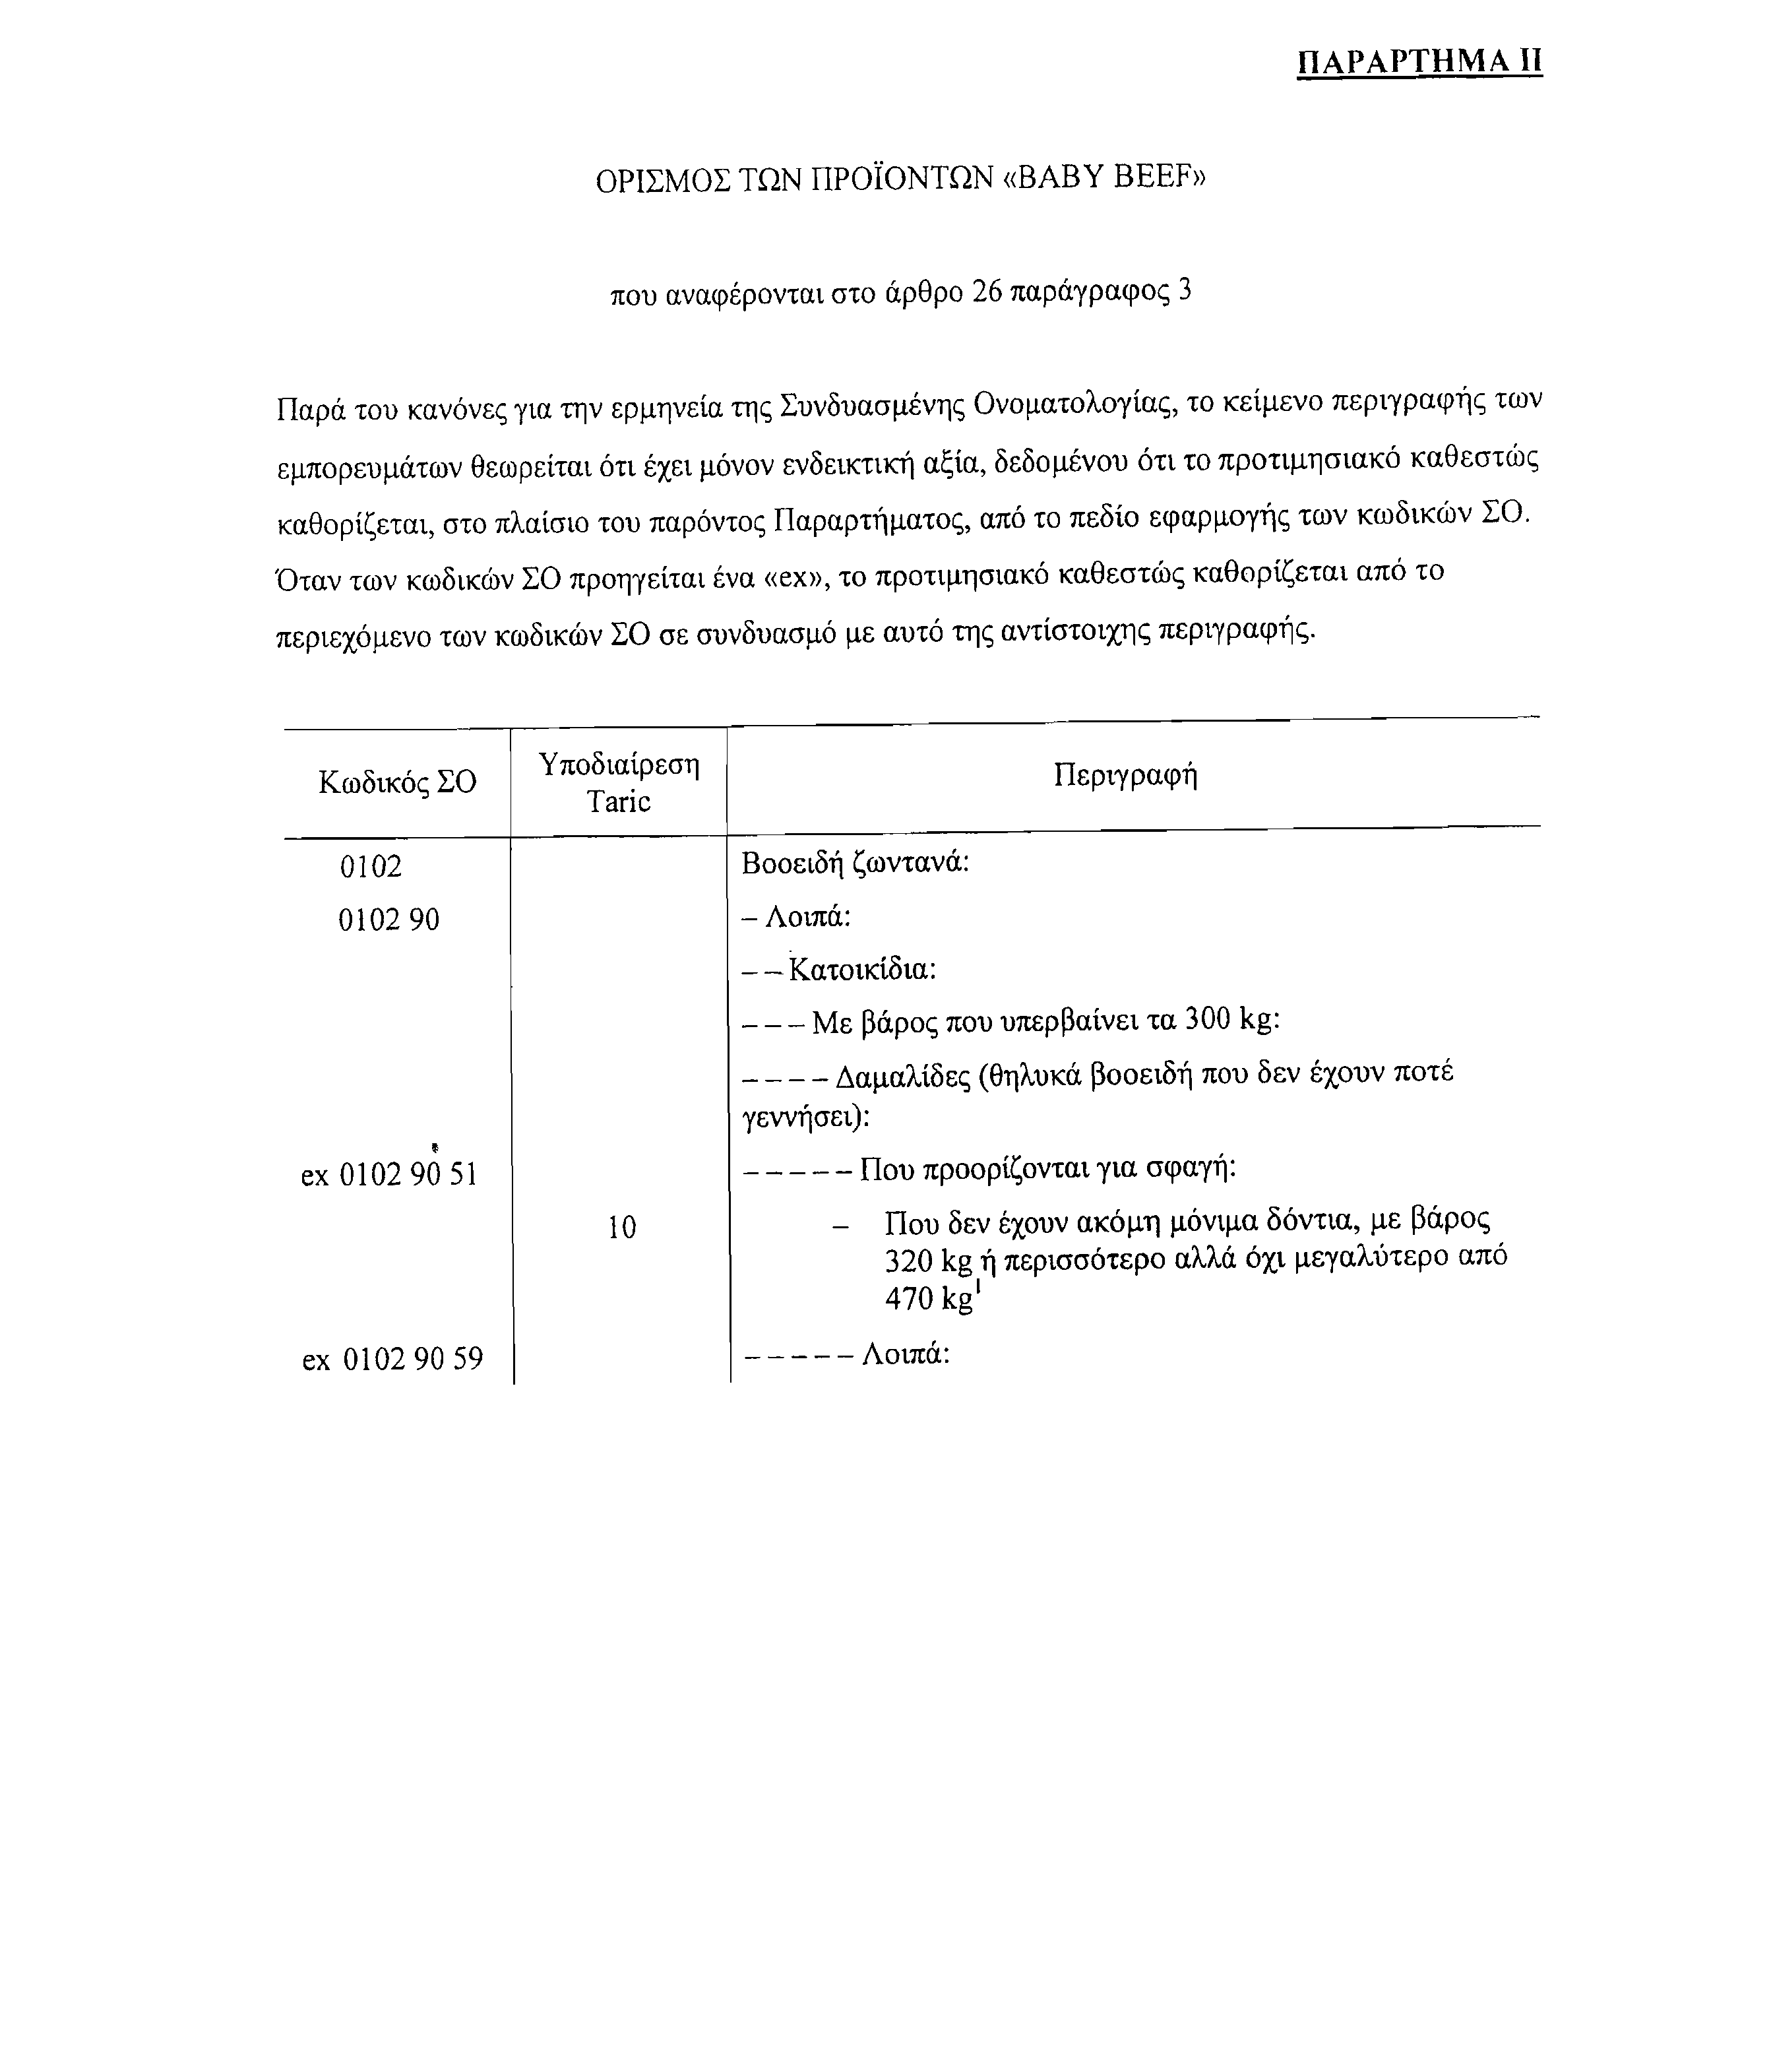 ΠΑΡΑΡΤΗΜΑ ΙΙ
ΟΡΙΣΜΟΣ ΤΩΝ ΠΡΟΪΟΝΤΩΝ «BABY BEEF»
που αναφέρονται στο άρθρο 26 παράγραφος 3
Παρά του κανόνες για την ερμηνεία της Συνδυασμένης Ονοματολογίας, το κείμενο περιγραφής των
εμπορευμάτων θεωρείται ότι έχει μόνον ενδεικτική αξία, δεδομένου ότι το προτιμησιακό καθεστώς
καθορίζεται, στο πλαίσιο του παρόντος Παραρτήματος, από το πεδίο εφαρμογής των κωδικών ΣΟ.
Όταν των κωδικών ΣΟ προηγείται ένα «ex», το προτιμησιακό καθεστώς καθορίζεται από το
περιεχόμενο των κωδικών ΣΟ σε συνδυασμό με αυτό της αντίστοιχης περιγραφής.
Κωδικός ΣΟ
Υποδιαίρεση
Taric
Περιγραφή
0102
Βοοειδή ζωντανά:
0102 90
– Λοιπά:
– – Κατοικίδια:
– – – Με βάρος που υπερβαίνει τα 300 kg:
– – – – Δαμαλίδες (θηλυκά βοοειδή που δεν έχουν ποτέ
γεννήσει):
ex 0102 90 51
– – – – – Που προορίζονται για σφαγή:
10
– Που δεν έχουν ακόμη μόνιμα δόντια, με βάρος
320 kg ή περισσότερο αλλά όχι μεγαλύτερο από
470 kg¹
ex 0102 90 59
– – – – – Λοιπά: